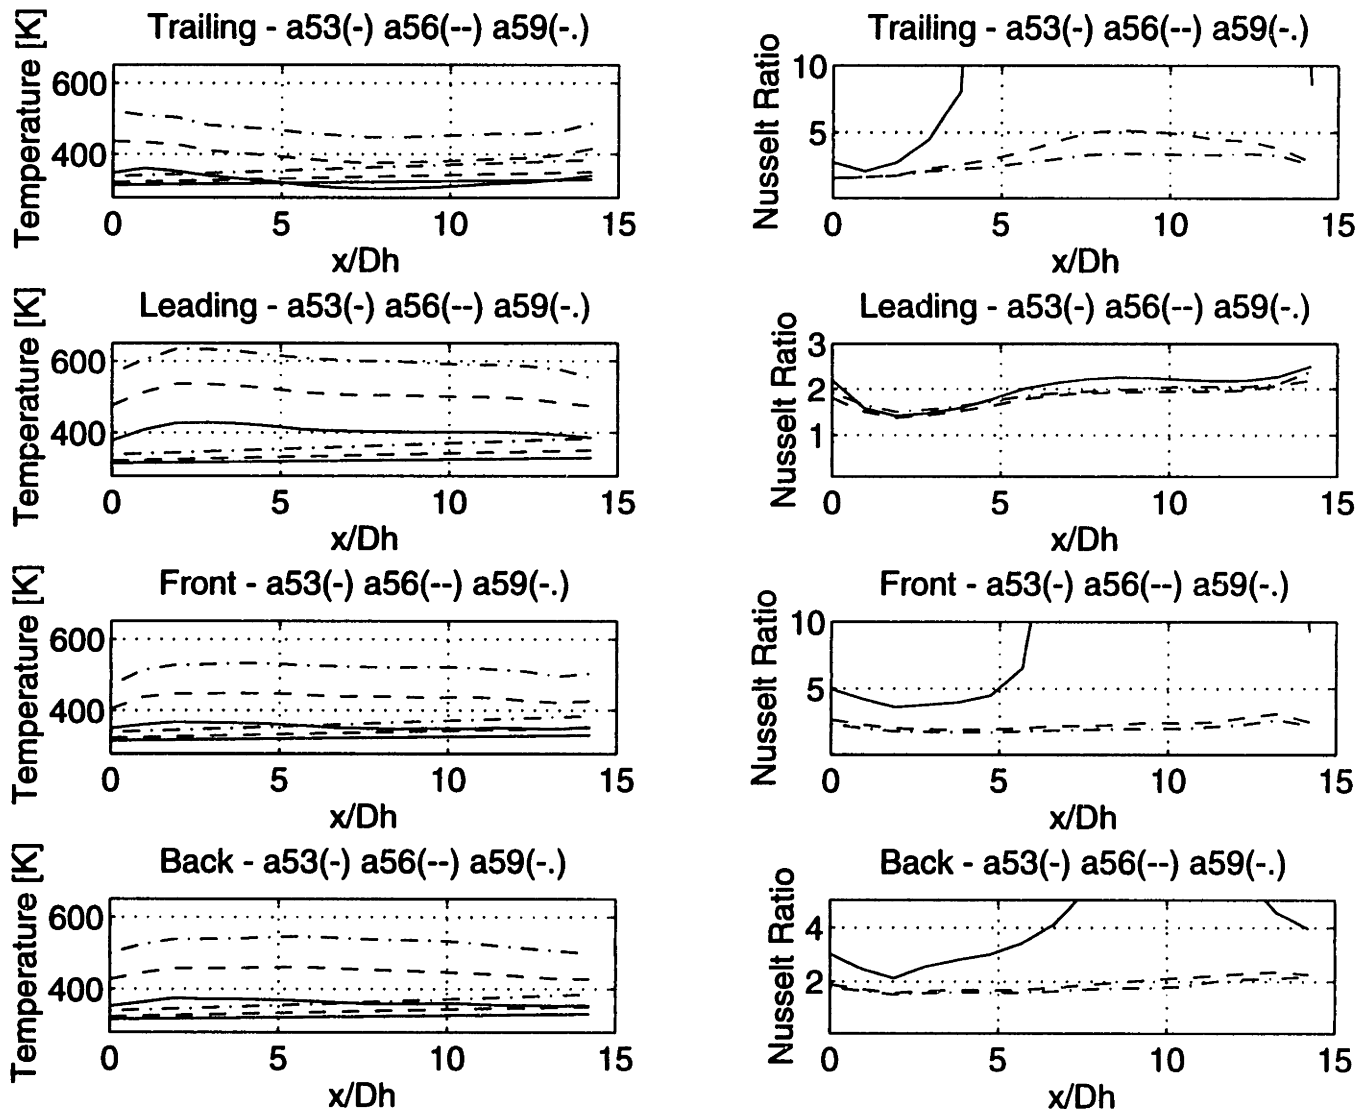 Trailing - a53(-) a56(--) a59(-.)
Temperature [K]
600
400
0 5 10 15
x/Dh
Trailing - a53(-) a56(--) a59(-.)
Nusselt Ratio
10
5
0 5 10 15
x/Dh
Leading - a53(-) a56(--) a59(-.)
Temperature [K]
600
400
0 5 10 15
x/Dh
Leading - a53(-) a56(--) a59(-.)
Nusselt Ratio
3
2
1
0 5 10 15
x/Dh
Front - a53(-) a56(--) a59(-.)
Temperature [K]
600
400
0 5 10 15
x/Dh
Front - a53(-) a56(--) a59(-.)
Nusselt Ratio
10
5
0 5 10 15
x/Dh
Back - a53(-) a56(--) a59(-.)
Temperature [K]
600
400
0 5 10 15
x/Dh
Back - a53(-) a56(--) a59(-.)
Nusselt Ratio
4
2
0 5 10 15
x/Dh